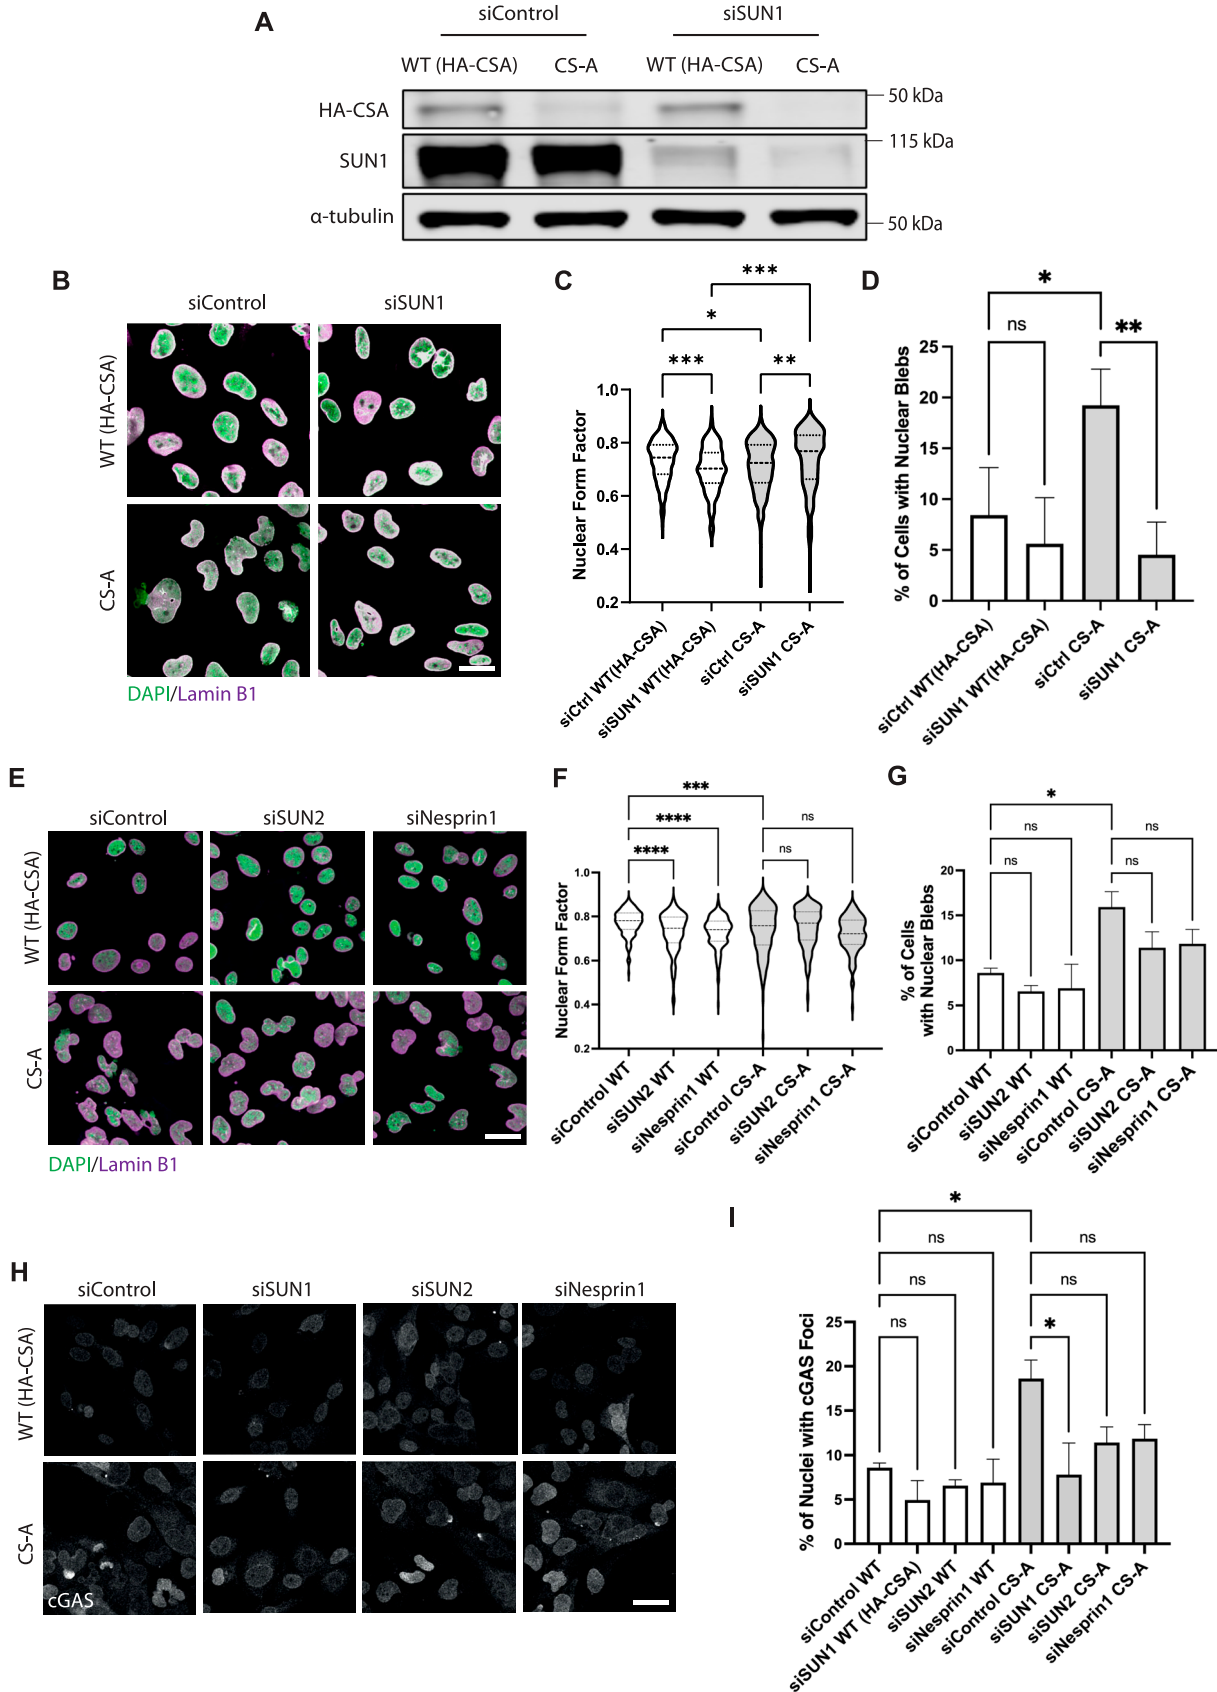 A
siControl
siSUN1
WT (HA-CSA)
CS-A
WT (HA-CSA)
CS-A
HA-CSA
50 kDa
SUN1
115 kDa
α-tubulin
50 kDa
B
siControl
siSUN1
WT (HA-CSA)
CS-A
DAPI/Lamin B1
C
***
*
***
**
Nuclear Form Factor
1.0
0.8
0.6
0.4
0.2
siCtrl WT(HA-CSA)
siSUN1 WT(HA-CSA)
siCtrl CS-A
siSUN1 CS-A
D
*
ns
**
% of Cells with Nuclear Blebs
25
20
15
10
5
0
siCtrl WT(HA-CSA)
siSUN1 WT(HA-CSA)
siCtrl CS-A
siSUN1 CS-A
E
siControl
siSUN2
siNesprin1
WT (HA-CSA)
CS-A
DAPI/Lamin B1
F
***
****
ns
****
ns
Nuclear Form Factor
1.0
0.8
0.6
0.4
0.2
siControl WT
siSUN2 WT
siNesprin1 WT
siControl CS-A
siSUN2 CS-A
siNesprin1 CS-A
G
*
ns
ns
ns
ns
% of Cells
with Nuclear Blebs
20
15
10
5
0
siControl WT
siSUN2 WT
siNesprin1 WT
siControl CS-A
siSUN2 CS-A
siNesprin1 CS-A
H
siControl
siSUN1
siSUN2
siNesprin1
WT (HA-CSA)
CS-A
cGAS
I
*
ns
ns
ns
ns
ns
*
% of Nuclei with cGAS Foci
25
20
15
10
5
0
siControl WT
siSUN1 WT (HA-CSA)
siSUN2 WT
siNesprin1 WT
siControl CS-A
siSUN1 CS-A
siSUN2 CS-A
siNesprin1 CS-A